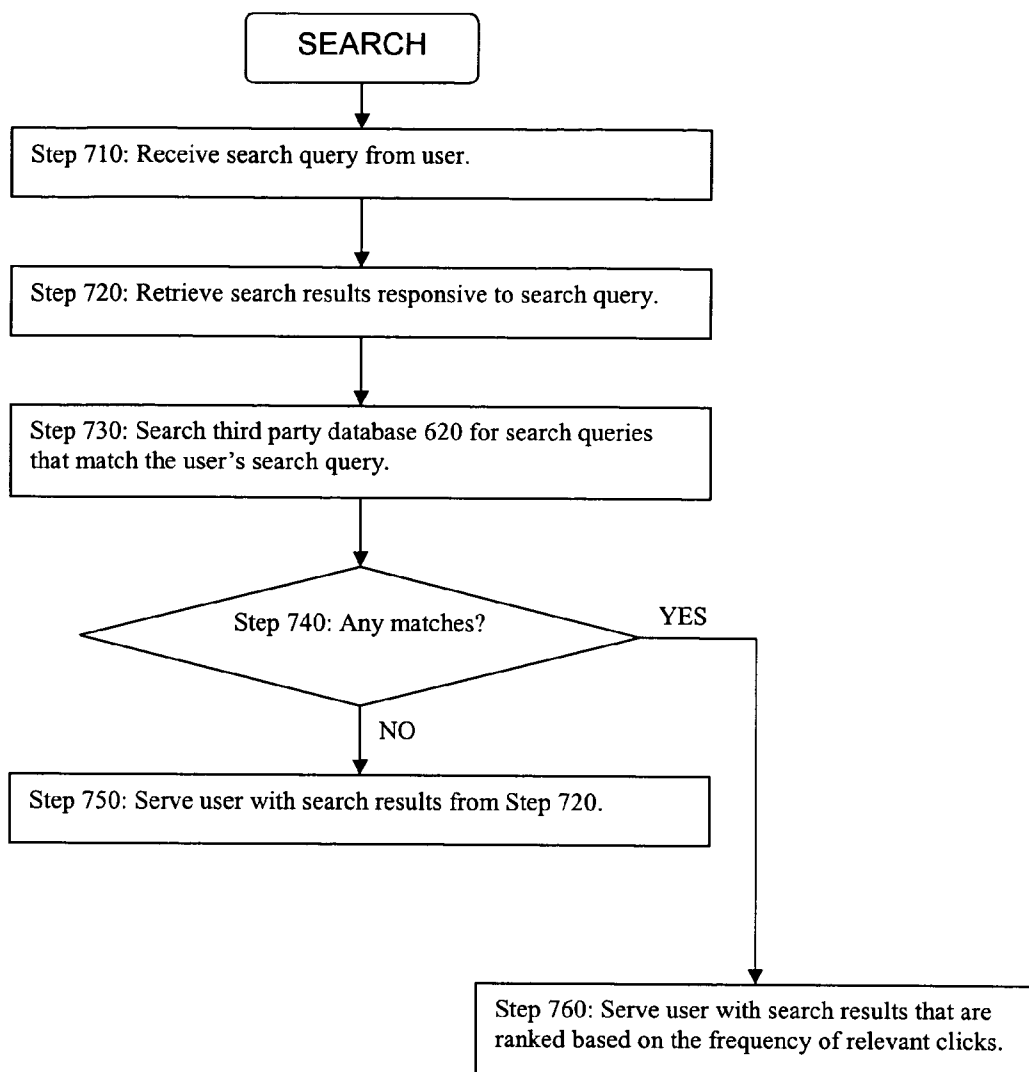 SEARCH
Step 710: Receive search query from user.
Step 720: Retrieve search results responsive to search query.
Step 730: Search third party database 620 for search queries
that match the user's search query.
Step 740: Any matches?
YES
NO
Step 750: Serve user with search results from Step 720.
Step 760: Serve user with search results that are
ranked based on the frequency of relevant clicks.